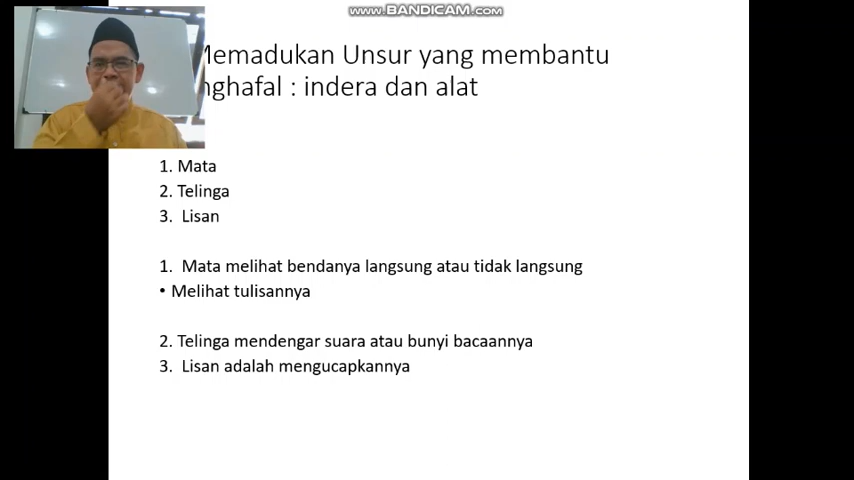 www.BANDICAM.com
Memadukan Unsur yang membantu
nghafal : indera dan alat
1. Mata
2. Telinga
3. Lisan
1. Mata melihat bendanya langsung atau tidak langsung
• Melihat tulisannya
2. Telinga mendengar suara atau bunyi bacaannya
3. Lisan adalah mengucapkannya